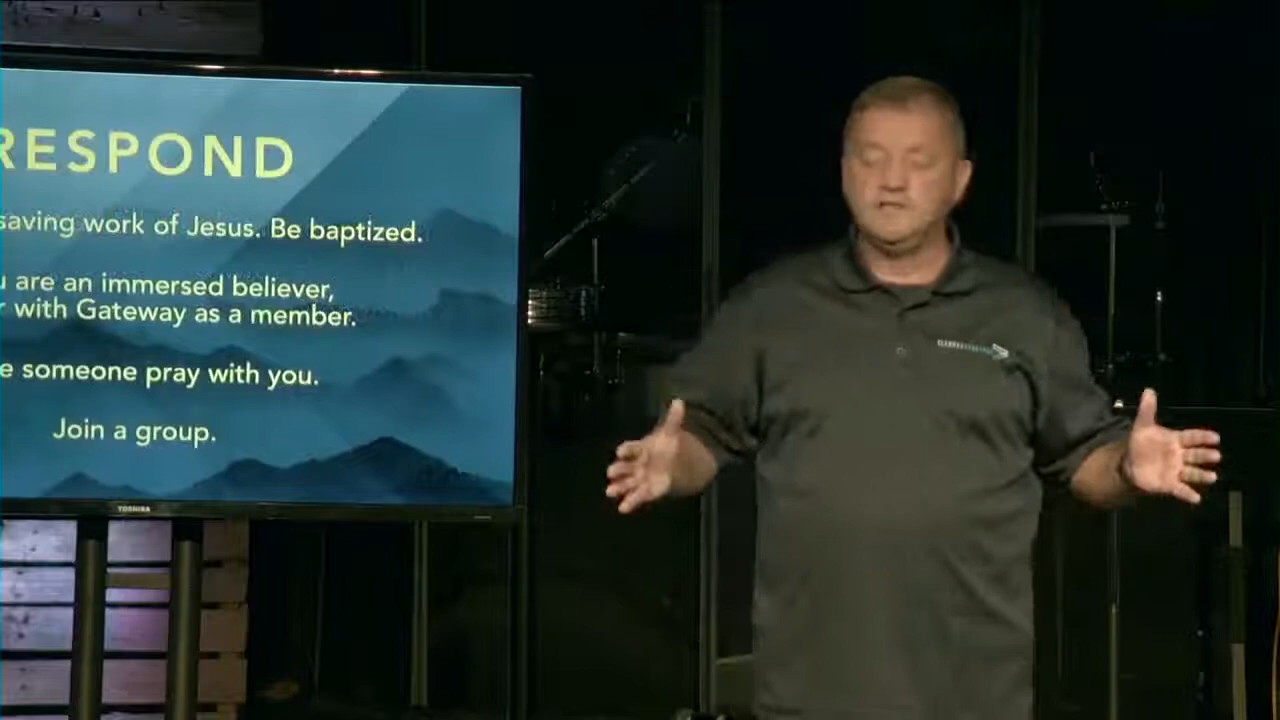 RESPOND
saving work of Jesus. Be baptized.
are an immersed believer,
with Gateway as a member.
someone pray with you.
Join a group.
TOSHIBA